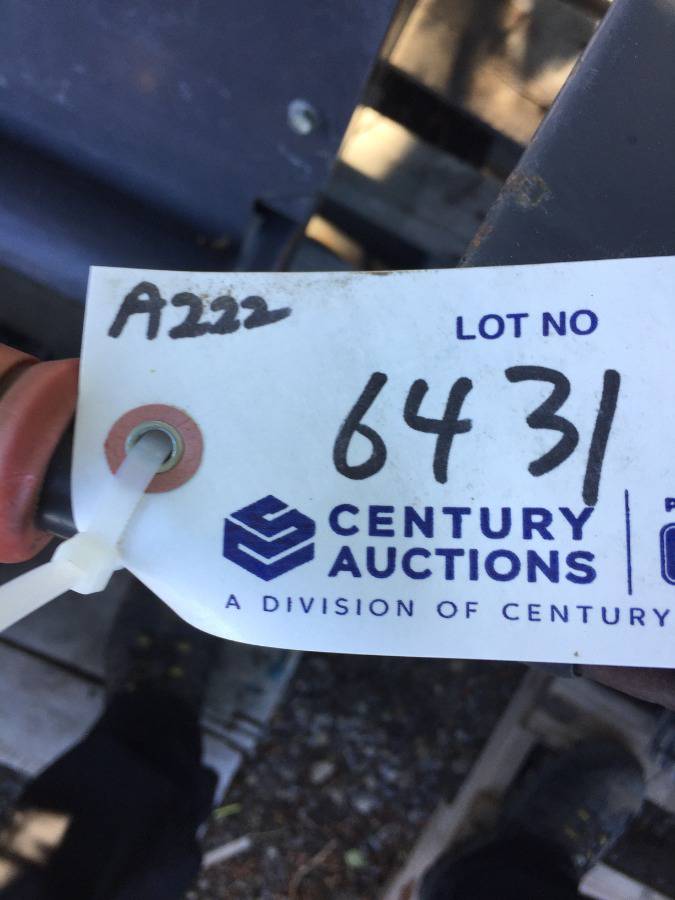 A222
LOT NO
6431
CENTURY
AUCTIONS
A DIVISION OF CENTURY
P